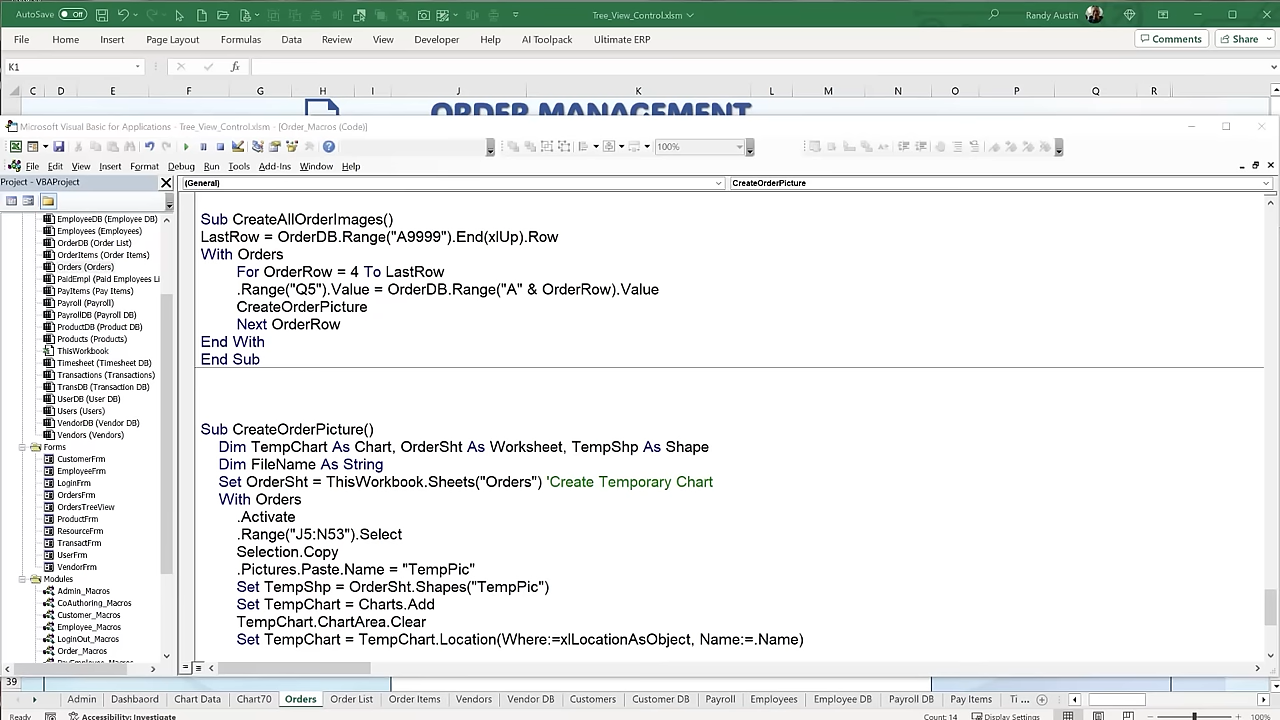 AutoSave Off Tree_View_Control.xlsm Randy Austin
File Home Insert Page Layout Formulas Data Review View Developer Help AI Toolpack Ultimate ERP Comments Share
K1 fx
C D E F G H I J K L M N O P Q R
ORDER MANAGEMENT
Microsoft Visual Basic for Applications - Tree_View_Control.xlsm - [Order_Macros (Code)]
100%
File Edit View Insert Format Debug Run Tools Add-Ins Window Help
Project - VBAProject
(General) CreateOrderPicture
EmployeeDB (Employee DB)
Employees (Employees)
OrderDB (Order List)
OrderItems (Order Items)
Orders (Orders)
PaidEmpl (Paid Employees Li
PayItems (Pay Items)
Payroll (Payroll)
PayrollDB (Payroll DB)
ProductDB (Product DB)
Products (Products)
ThisWorkbook
Timesheet (Timesheet DB)
Transactions (Transactions)
TransDB (Transaction DB)
UserDB (User DB)
Users (Users)
VendorDB (Vendor DB)
Vendors (Vendors)
Forms
CustomerFrm
EmployeeFrm
LoginFrm
OrdersFrm
OrdersTreeView
ProductFrm
ResourceFrm
TransactFrm
UserFrm
VendorFrm
Modules
Admin_Macros
CoAuthoring_Macros
Customer_Macros
Employee_Macros
LoginOut_Macros
Order_Macros
Sub CreateAllOrderImages()
LastRow = OrderDB.Range("A9999").End(xlUp).Row
With Orders
For OrderRow = 4 To LastRow
.Range("Q5").Value = OrderDB.Range("A" & OrderRow).Value
CreateOrderPicture
Next OrderRow
End With
End Sub
Sub CreateOrderPicture()
Dim TempChart As Chart, OrderSht As Worksheet, TempShp As Shape
Dim FileName As String
Set OrderSht = ThisWorkbook.Sheets("Orders") 'Create Temporary Chart
With Orders
.Activate
.Range("J5:N53").Select
Selection.Copy
.Pictures.Paste.Name = "TempPic"
Set TempShp = OrderSht.Shapes("TempPic")
Set TempChart = Charts.Add
TempChart.ChartArea.Clear
Set TempChart = TempChart.Location(Where:=xlLocationAsObject, Name:=.Name)
39
Admin Dashbaord Chart Data Chart70 Orders Order List Order Items Vendors Vendor DB Customers Customer DB Payroll Employees Employee DB Payroll DB Pay Items Ti ...
Ready Accessibility: Investigate Count: 14 Display Settings 100%